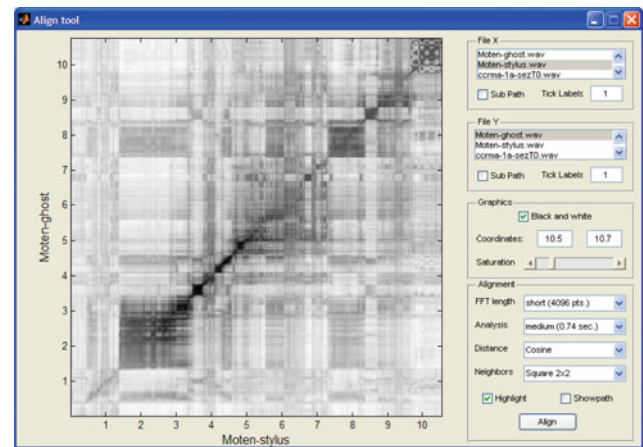 Align tool
File X
Moten-ghost.wav
Moten-stylus.wav
ccrma-1a-sezT0.wav
Sub Path Tick Labels 1
File Y
Moten-ghost.wav
Moten-stylus.wav
ccrma-1a-sezT0.wav
Sub Path Tick Labels 1
Graphics
Black and white
Coordinates: 10:5 10.7
Saturation
Alignment
FFT length short (4096 pts.)
Analysis medium (0.74 sec.)
Distance Cosine
Neighbors Square 2x2
Highlight Showpath
Align
Moten-ghost
10
9
8
7
6
5
4
3
2
1
1 2 3 4 5 6 7 8 9 10
Moten-stylus